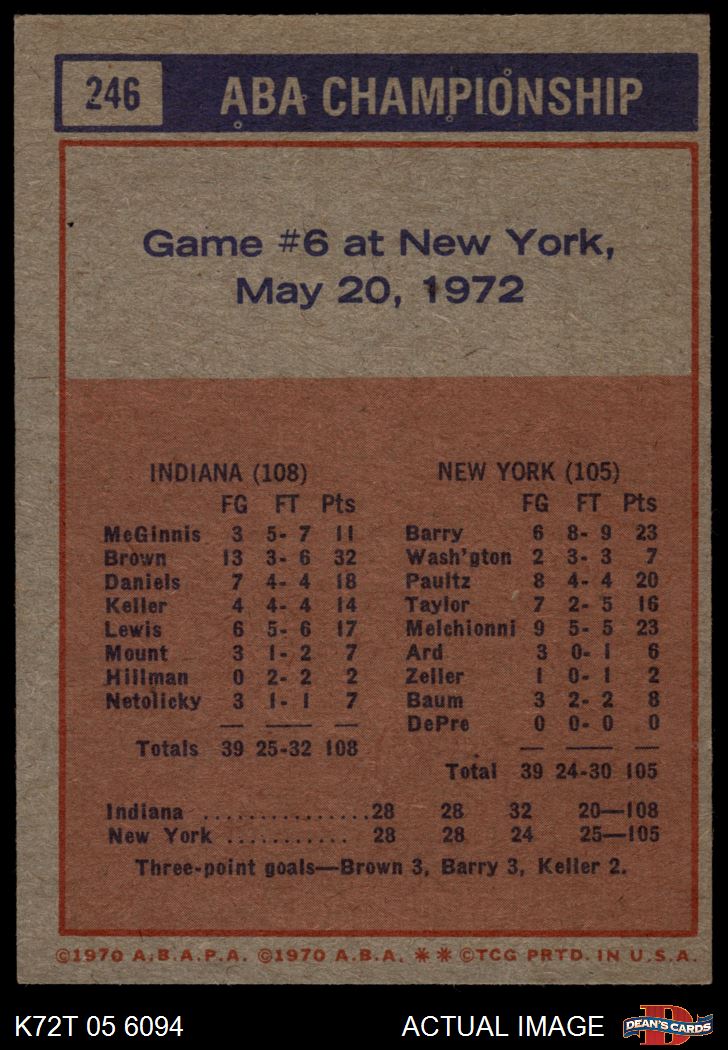 246 ABA CHAMPIONSHIP
Game #6 at New York,
May 20, 1972
INDIANA (108)
FG FT Pts
McGinnis 3 5- 7 11
Brown 13 3- 6 32
Daniels 7 4- 4 18
Keller 4 4- 4 14
Lewis 6 5- 6 17
Mount 3 1- 2 7
Hillman 0 2- 2 2
Netolicky 3 1- 1 7
Totals 39 25-32 108
NEW YORK (105)
FG FT Pts
Barry 6 8- 9 23
Wash'gton 2 3- 3 7
Paultz 8 4- 4 20
Taylor 7 2- 5 16
Melchionni 9 5- 5 23
Ard 3 0- 1 6
Zeller 1 0- 1 2
Baum 3 2- 2 8
DePre 0 0- 0 0
Total 39 24-30 105
Indiana ...............28 28 32 20—108
New York ........... 28 28 24 25—105
Three-point goals—Brown 3, Barry 3, Keller 2.
©1970 A.B.A.P.A. ©1970 A.B.A. ** ©TCG PRTD. IN U.S.A.
K72T 05 6094 ACTUAL IMAGE DEAN'S CARDS